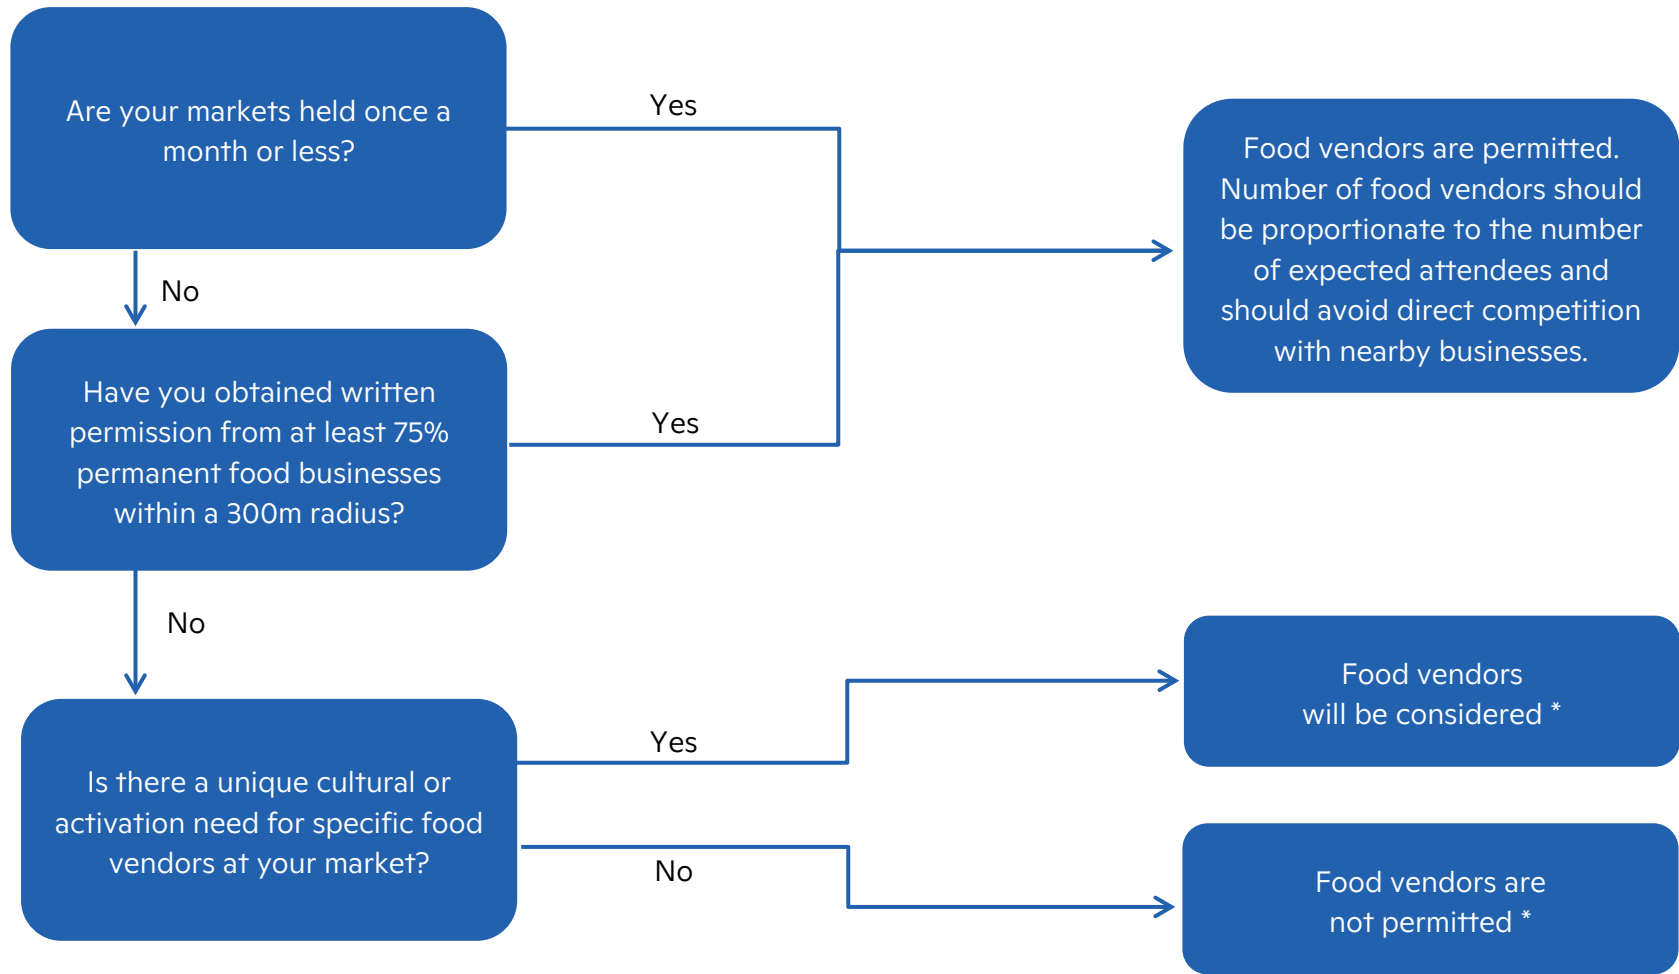 Are your markets held once a
month or less?
Yes
Food vendors are permitted.
Number of food vendors should
be proportionate to the number
of expected attendees and
should avoid direct competition
with nearby businesses.
No
Have you obtained written
permission from at least 75%
permanent food businesses
within a 300m radius?
Yes
No
Is there a unique cultural or
activation need for specific food
vendors at your market?
Yes
Food vendors
will be considered *
No
Food vendors are
not permitted *